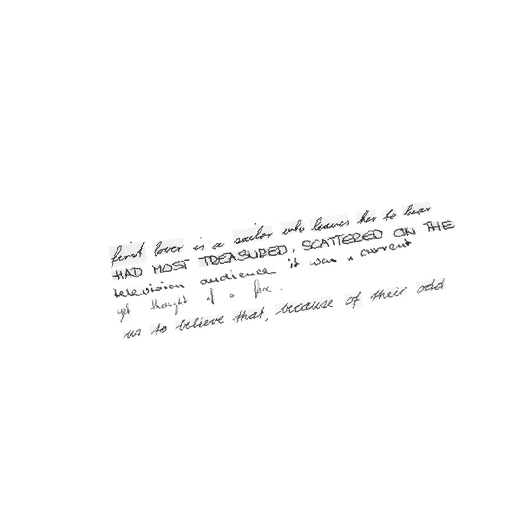 first lover is a sailor who leaves her to bear
HAD MOST TREASURED, SCATTERED ON THE
television audience it was a current
yet thought of a fire.
us to believe that, because of their odd